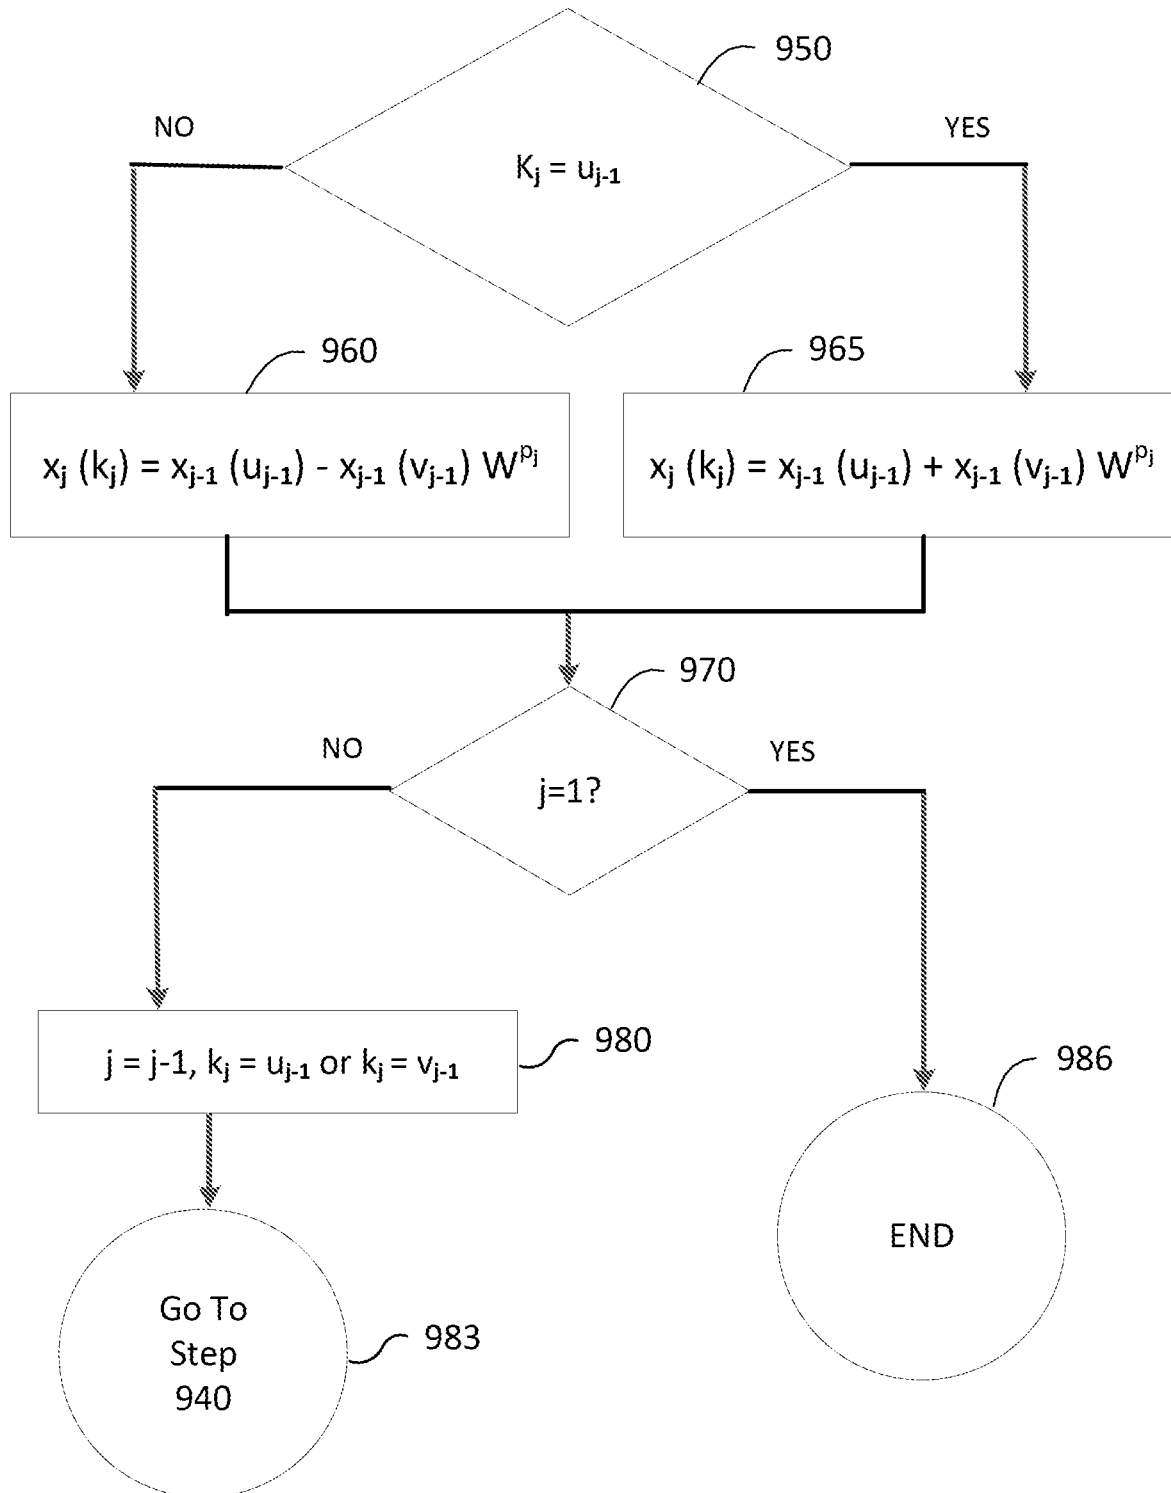 950
NO
YES
Kj = uj-1
960
965
xj (kj) = xj-1 (uj-1) - xj-1 (vj-1) W^pj
xj (kj) = xj-1 (uj-1) + xj-1 (vj-1) W^pj
970
NO
YES
j=1?
j = j-1, kj = uj-1 or kj = vj-1
980
986
END
Go To
Step
940
983